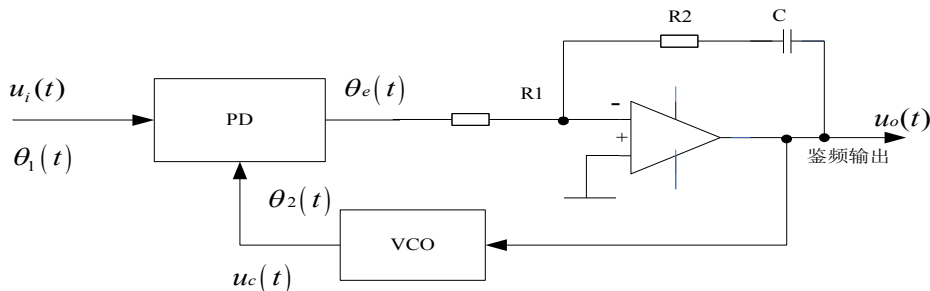 R2
C
u_i(t)
θ_e(t)
R1
PD
-
+
u_o(t)
θ_1(t)
鉴频输出
θ_2(t)
VCO
u_c(t)